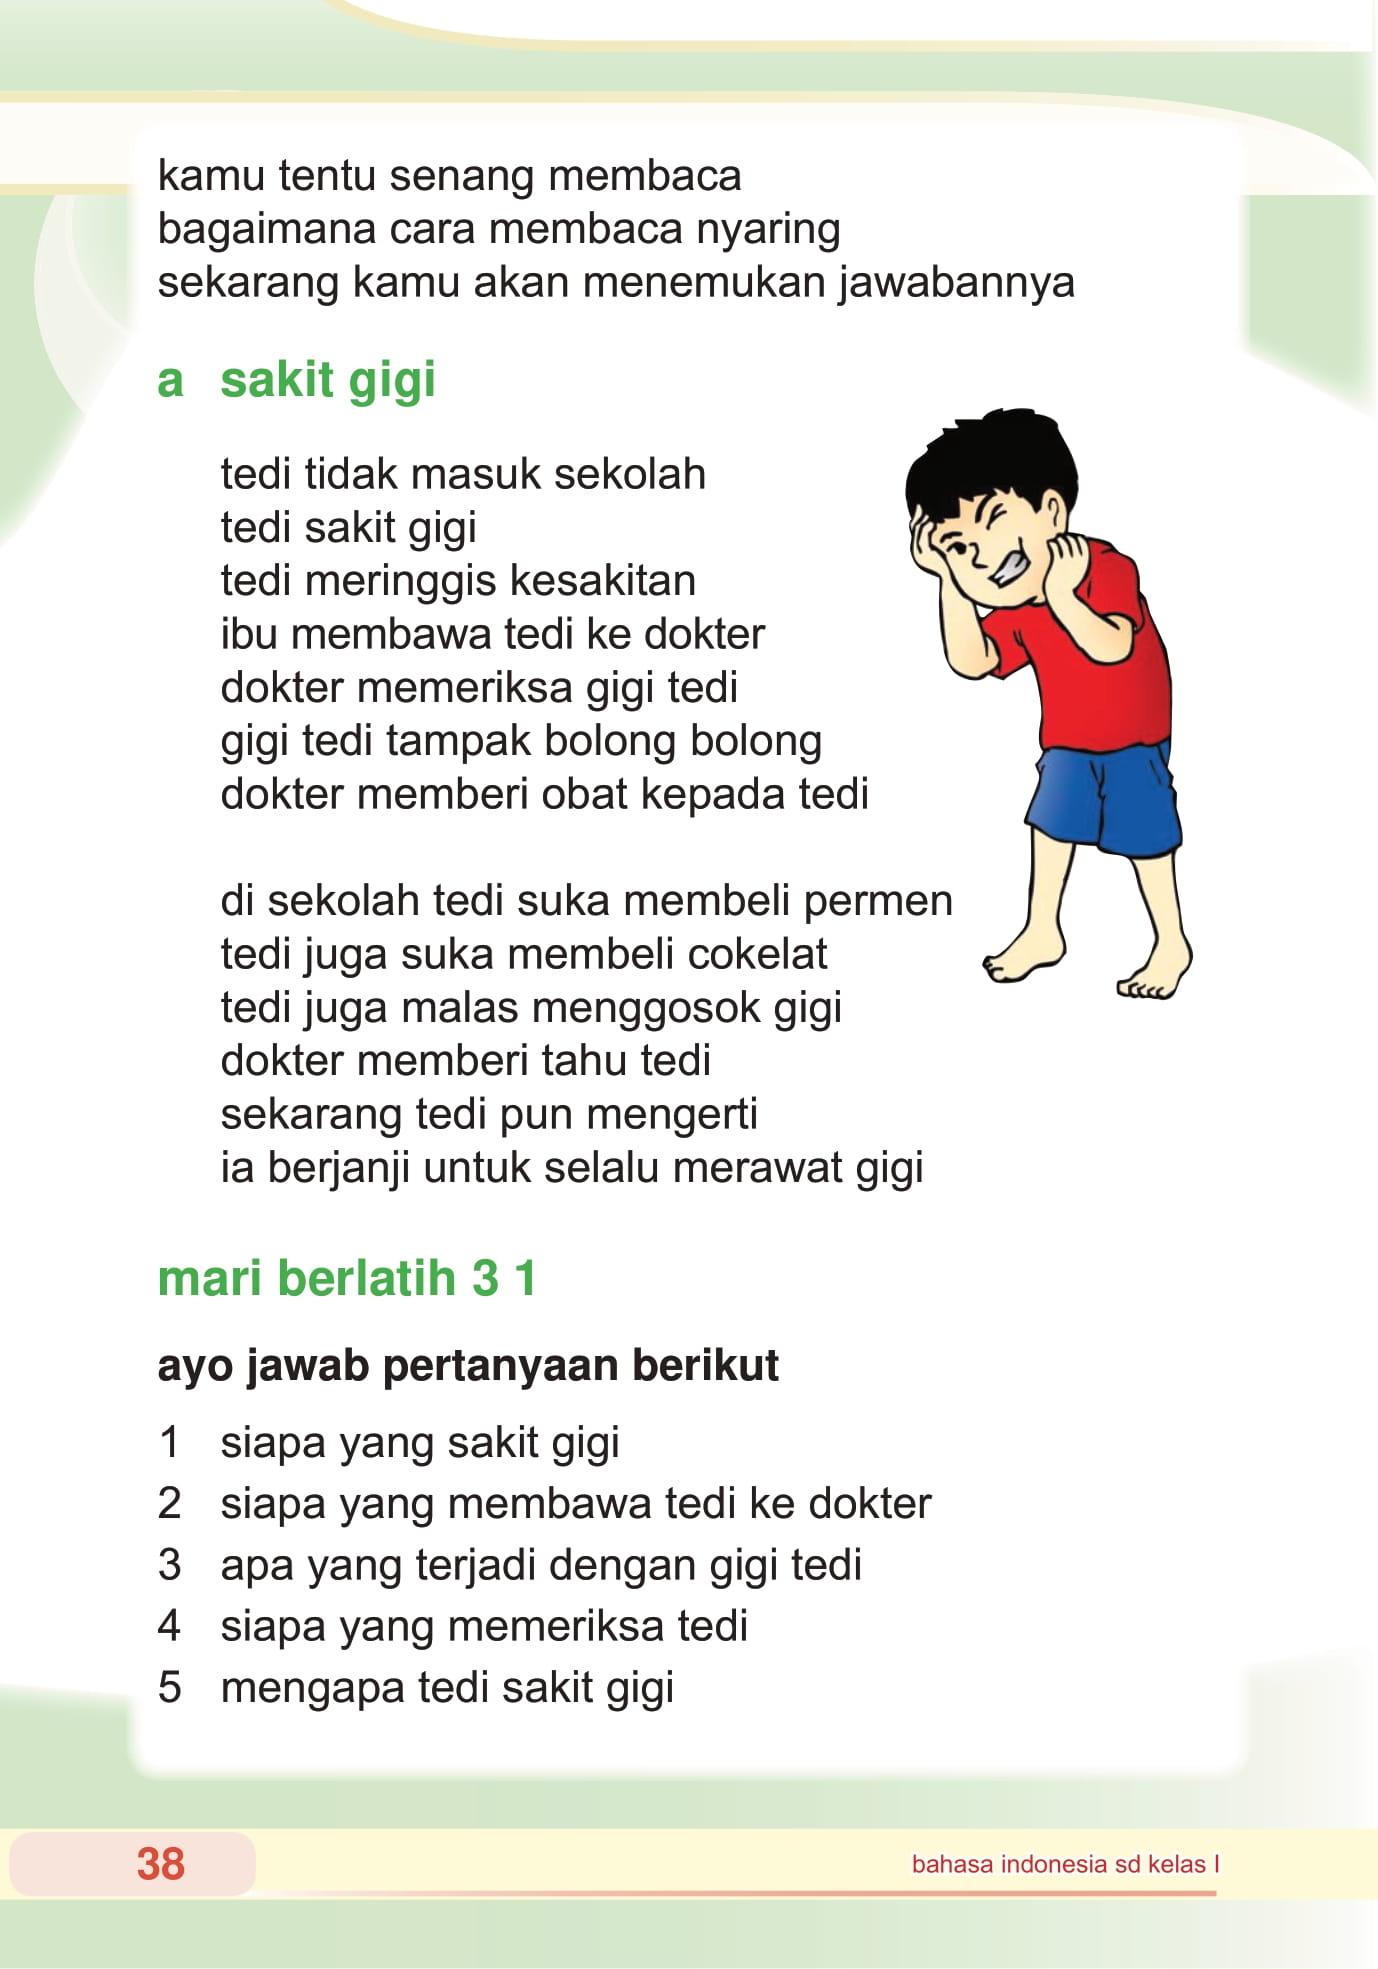 kamu tentu senang membaca
bagaimana cara membaca nyaring
sekarang kamu akan menemukan jawabannya
a sakit gigi
tedi tidak masuk sekolah
tedi sakit gigi
tedi meringgis kesakitan
ibu membawa tedi ke dokter
dokter memeriksa gigi tedi
gigi tedi tampak bolong bolong
dokter memberi obat kepada tedi
di sekolah tedi suka membeli permen
tedi juga suka membeli cokelat
tedi juga malas menggosok gigi
dokter memberi tahu tedi
sekarang tedi pun mengerti
ia berjanji untuk selalu merawat gigi
mari berlatih 3 1
ayo jawab pertanyaan berikut
1 siapa yang sakit gigi
2 siapa yang membawa tedi ke dokter
3 apa yang terjadi dengan gigi tedi
4 siapa yang memeriksa tedi
5 mengapa tedi sakit gigi
38
bahasa indonesia sd kelas I